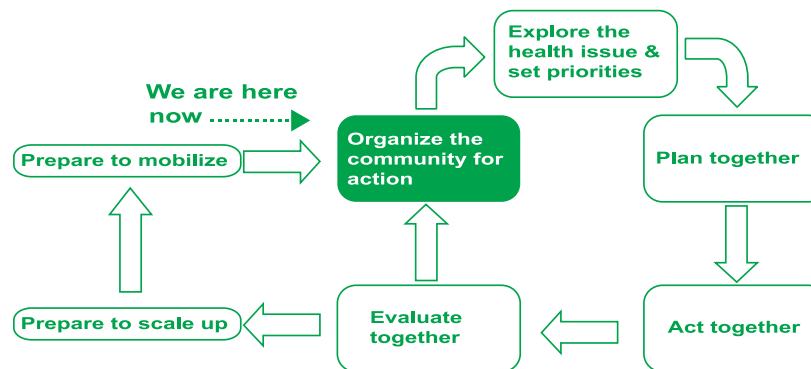 Explore the
health issue &
set priorities
We are here
now
Organize the
community for
action
Prepare to mobilize
Plan together
Prepare to scale up
Evaluate
together
Act together